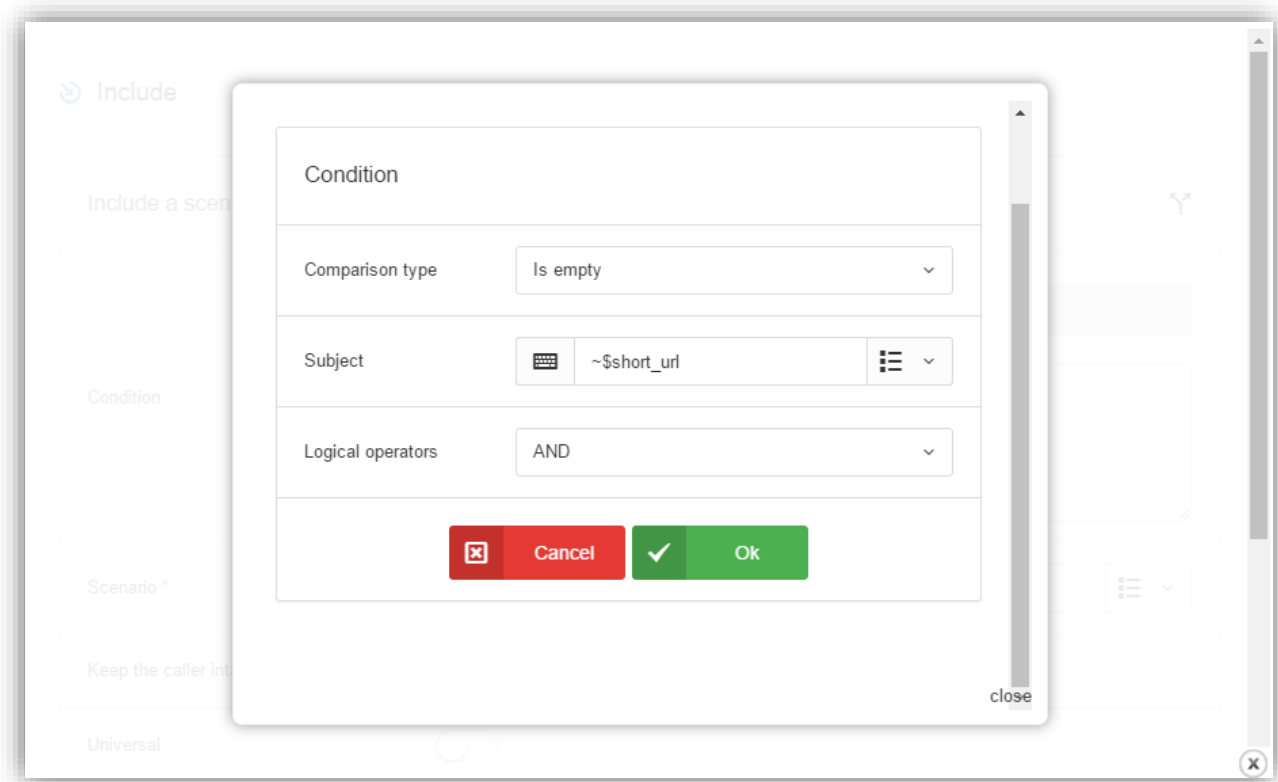 Include
Include a scen
Condition
Condition
Comparison type
Is empty
Subject
~$short_url
Logical operators
AND
Cancel
Ok
Scenario *
Keep the caller int
close
Universal
x